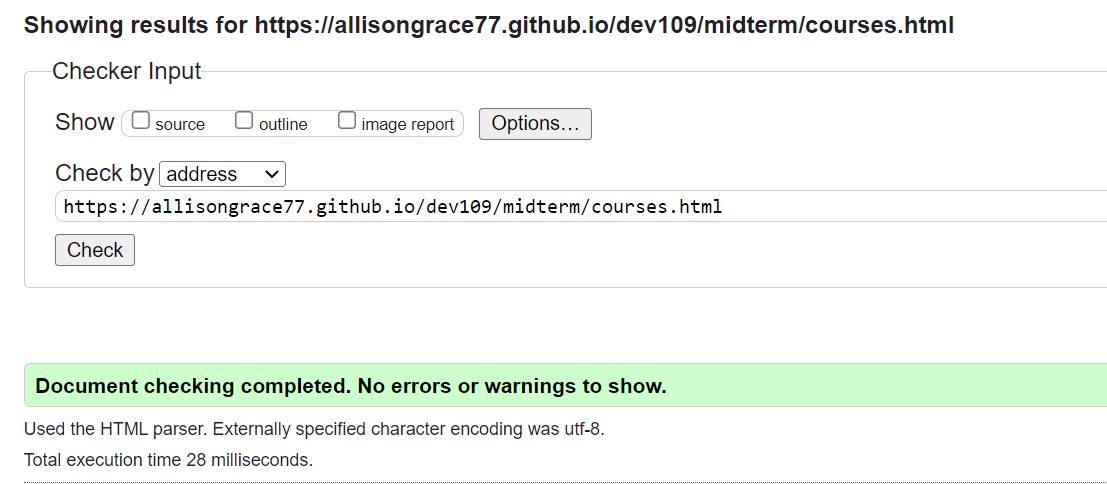 Showing results for https://allisongrace77.github.io/dev109/midterm/courses.html
Checker Input
Show source outline image report Options...
Check by address
https://allisongrace77.github.io/dev109/midterm/courses.html
Check
Document checking completed. No errors or warnings to show.
Used the HTML parser. Externally specified character encoding was utf-8.
Total execution time 28 milliseconds.